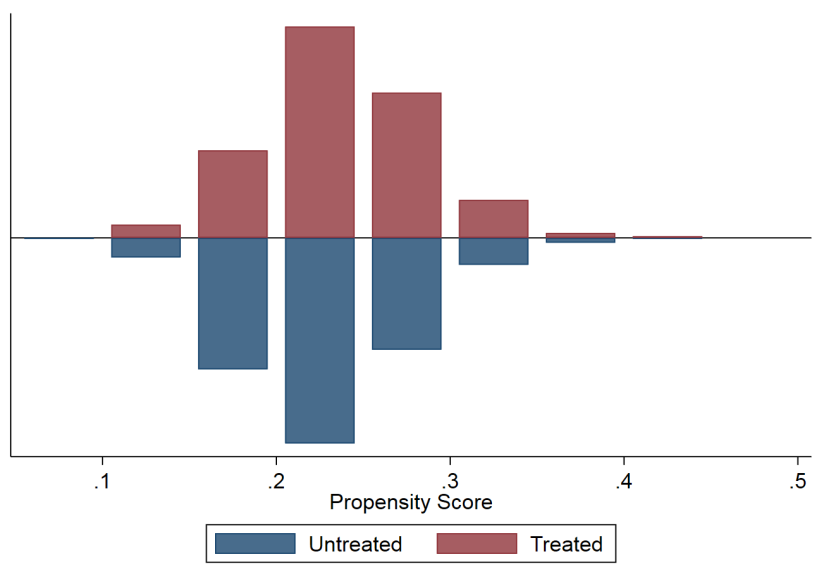 .1 .2 .3 .4 .5
Propensity Score
Untreated Treated